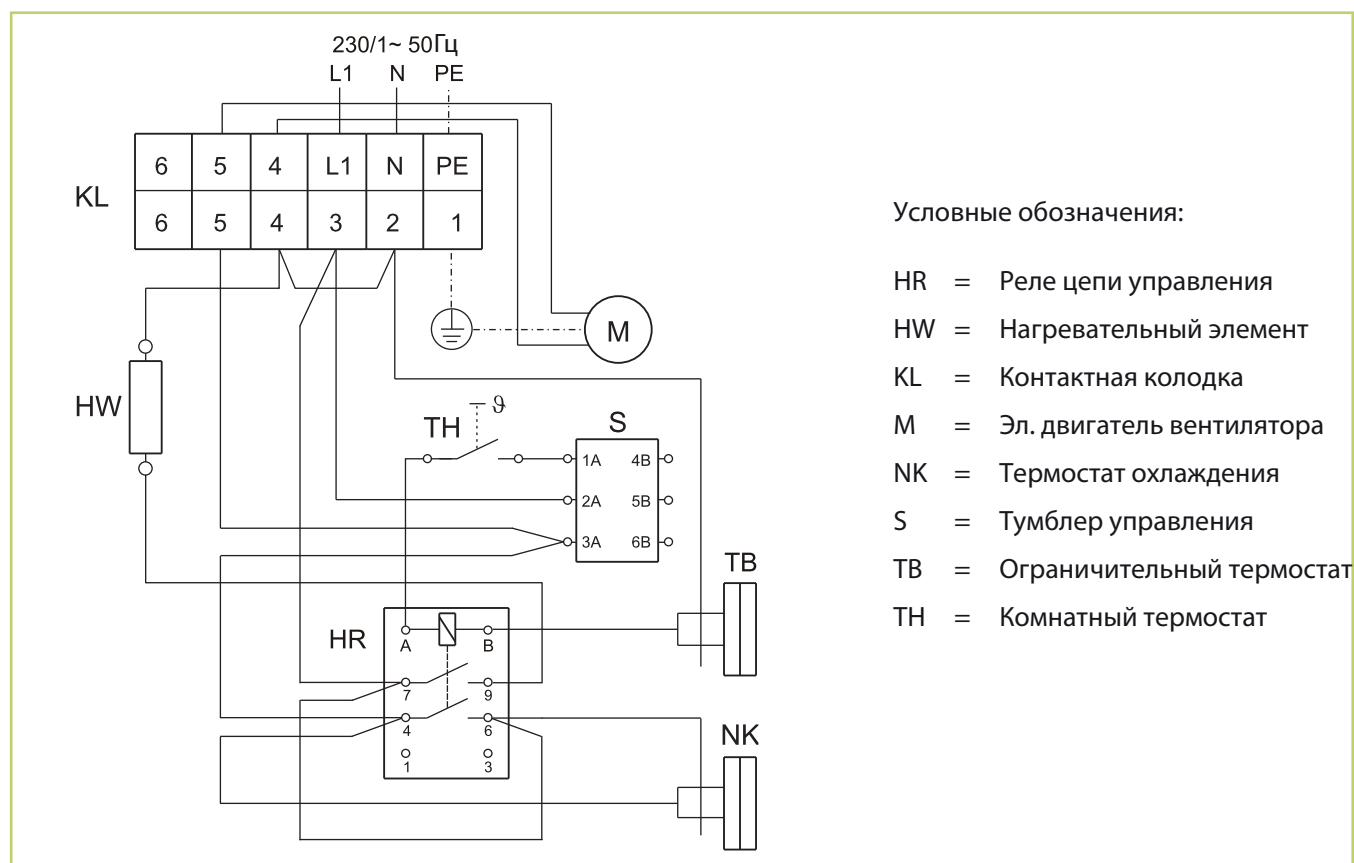 230/1~ 50Гц
L1 N PE
6 5 4 L1 N PE
KL
6 5 4 3 2 1
M
HW
TH ϑ
S
1A 4B
2A 5B
3A 6B
TB
HR
A B
7 9
4 6
1 3
NK
Условные обозначения:
HR = Реле цепи управления
HW = Нагревательный элемент
KL = Контактная колодка
M = Эл. двигатель вентилятора
NK = Термостат охлаждения
S = Тумблер управления
TB = Ограничительный термостат
TH = Комнатный термостат